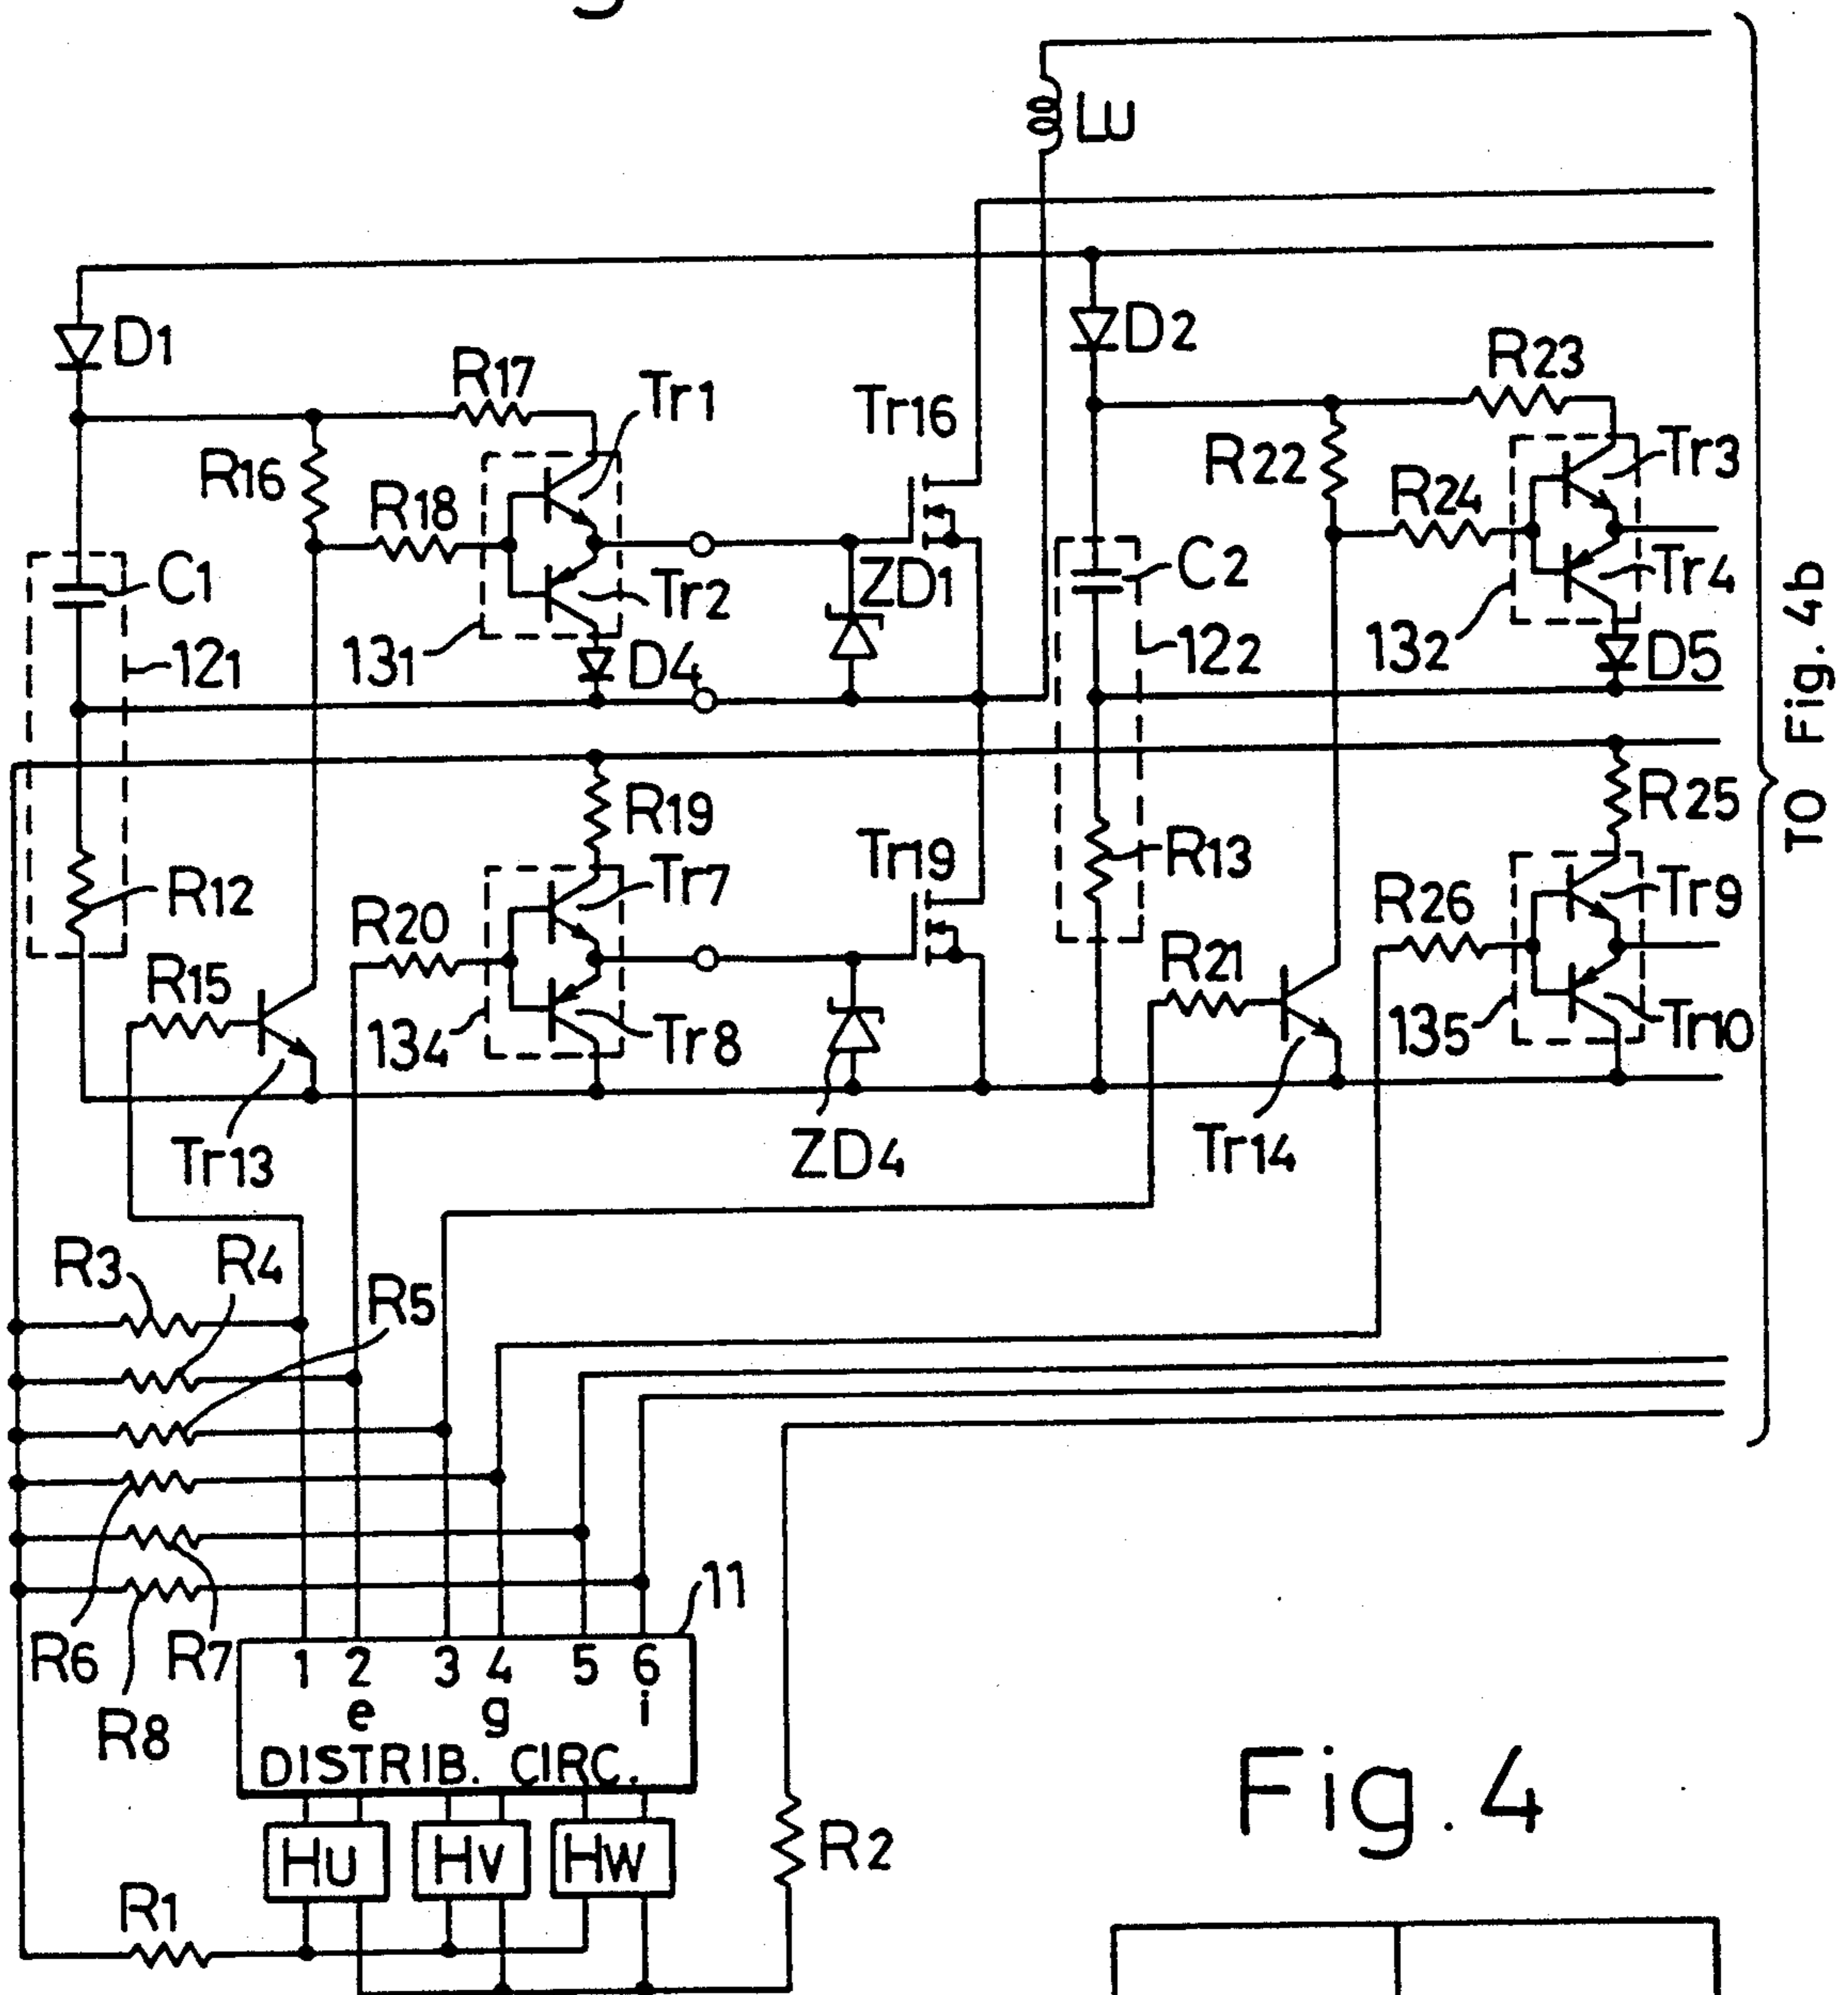 Lu
D1
R17
Tr1
Tr16
D2
R23
R16
R18
R22
R24
Tr3
C1
Tr2
ZD1
C2
Tr4
121
131
D4
122
132
D5
TO Fig. 4b
R19
R25
R12
R20
Tr7
Tr19
R13
R26
Tr9
R15
134
Tr8
R21
135
Tr10
Tr13
ZD4
Tr14
R3
R4
R5
11
R6
R7
R8
1 2 3 4 5 6
e g i
DISTRIB. CIRC.
HU HV HW
R2
R1
Fig. 4